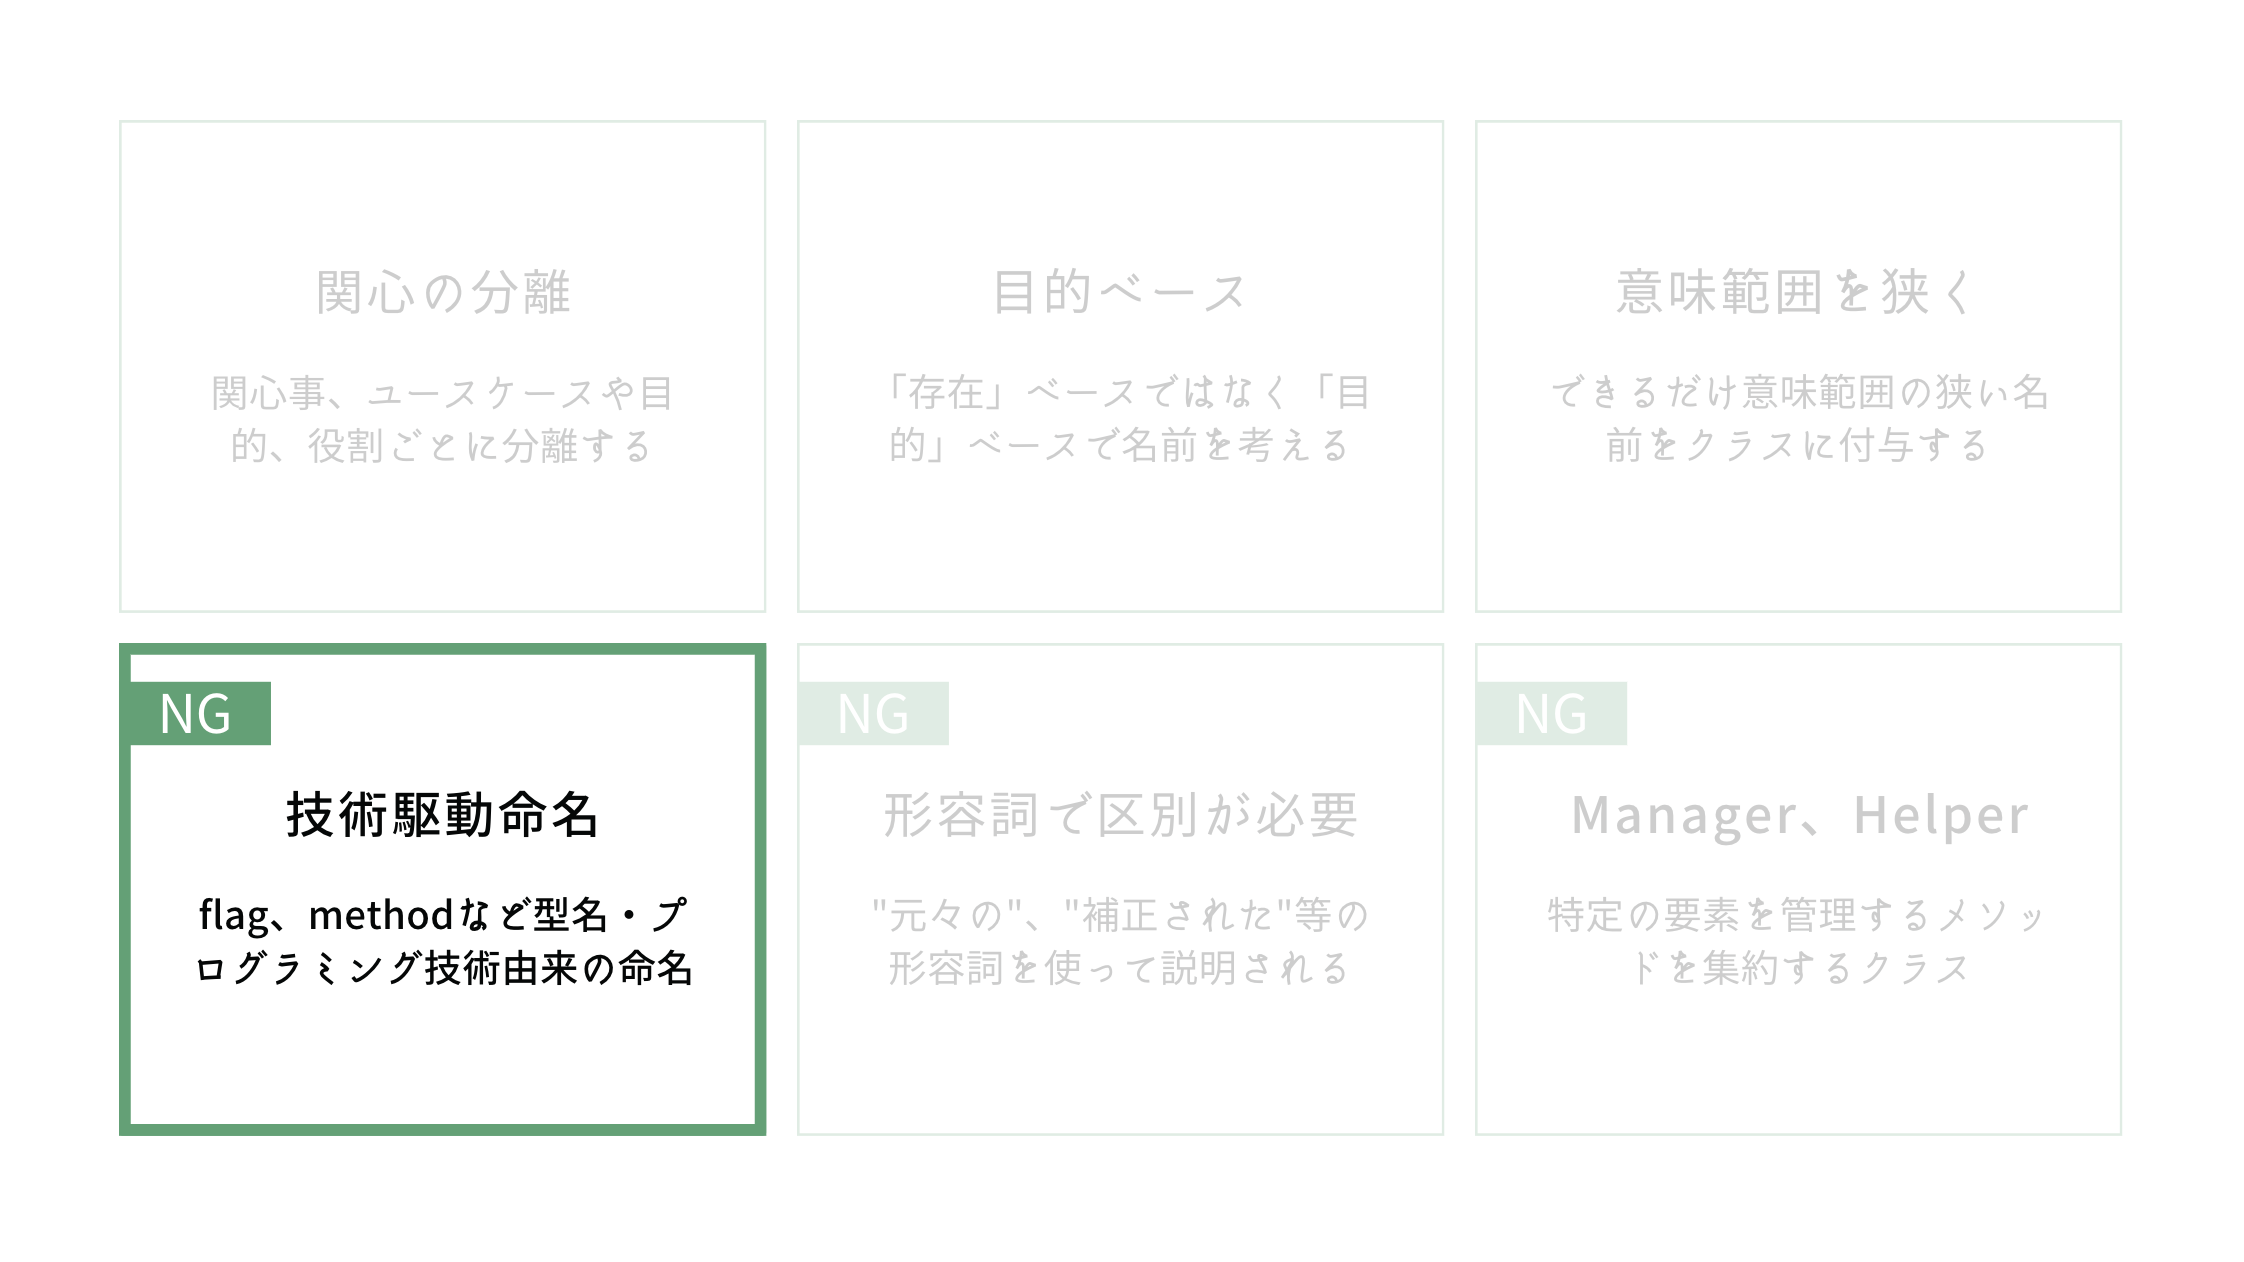 関心の分離
関心事、ユースケースや目
的、役割ごとに分離する
目的ベース
「存在」ベースではなく「目
的」ベースで名前を考える
意味範囲を狭く
できるだけ意味範囲の狭い名
前をクラスに付与する
NG
技術駆動命名
flag、methodなど型名・プ
ログラミング技術由来の命名
NG
形容詞で区別が必要
"元々の"、"補正された"等の
形容詞を使って説明される
NG
Manager、Helper
特定の要素を管理するメソッ
ドを集約するクラス